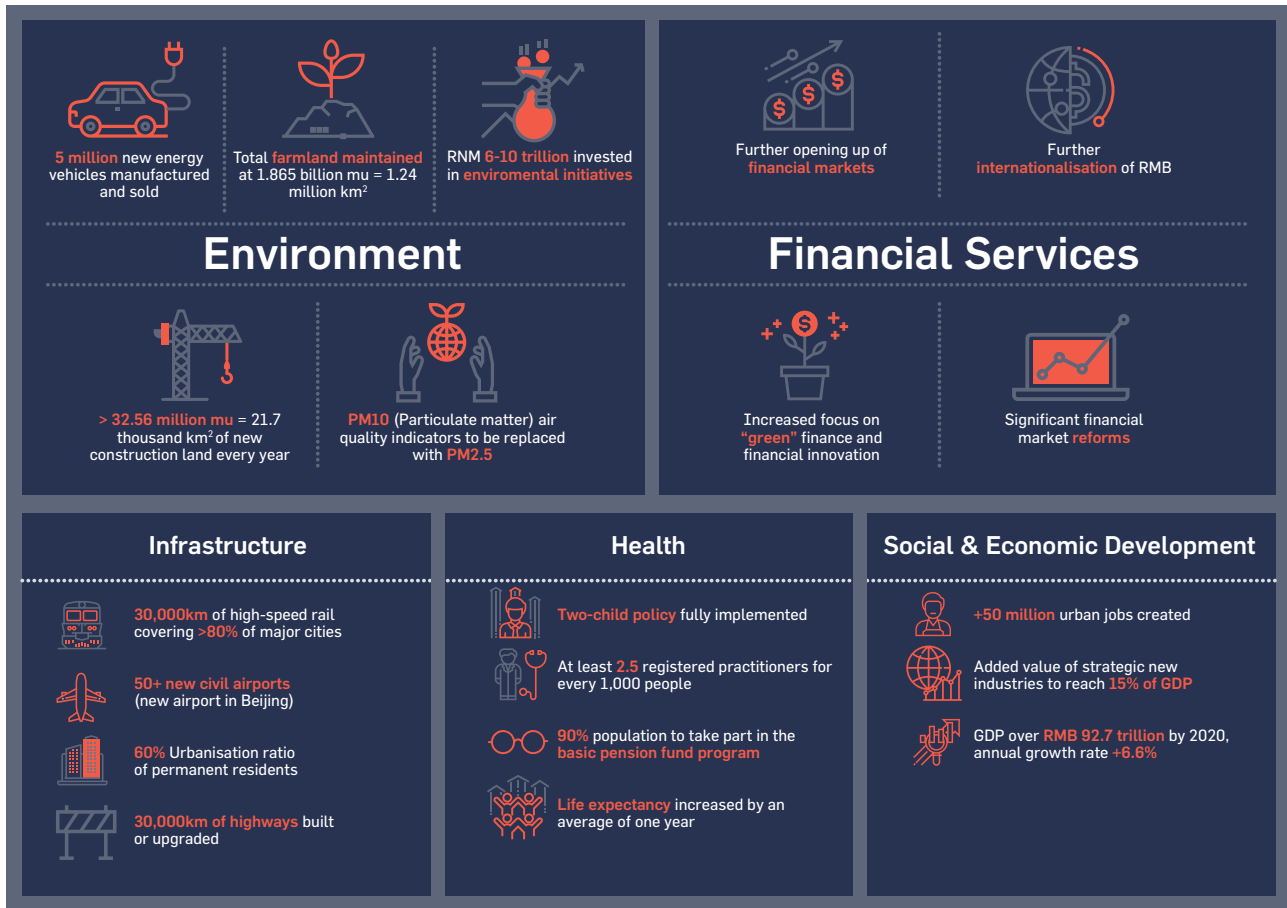 5 million new energy
vehicles manufactured
and sold
Total farmland maintained
at 1.865 billion mu = 1.24
million km²
RNM 6-10 trillion invested
in enviromental initiatives
Environment
> 32.56 million mu = 21.7
thousand km² of new
construction land every year
PM10 (Particulate matter) air
quality indicators to be replaced
with PM2.5
Further opening up of
financial markets
Further
internationalisation of RMB
Financial Services
Increased focus on
“green” finance and
financial innovation
Significant financial
market reforms
Infrastructure
30,000km of high-speed rail
covering >80% of major cities
50+ new civil airports
(new airport in Beijing)
60% Urbanisation ratio
of permanent residents
30,000km of highways built
or upgraded
Health
Two-child policy fully implemented
At least 2.5 registered practitioners for
every 1,000 people
90% population to take part in the
basic pension fund program
Life expectancy increased by an
average of one year
Social & Economic Development
+50 million urban jobs created
Added value of strategic new
industries to reach 15% of GDP
GDP over RMB 92.7 trillion by 2020,
annual growth rate +6.6%